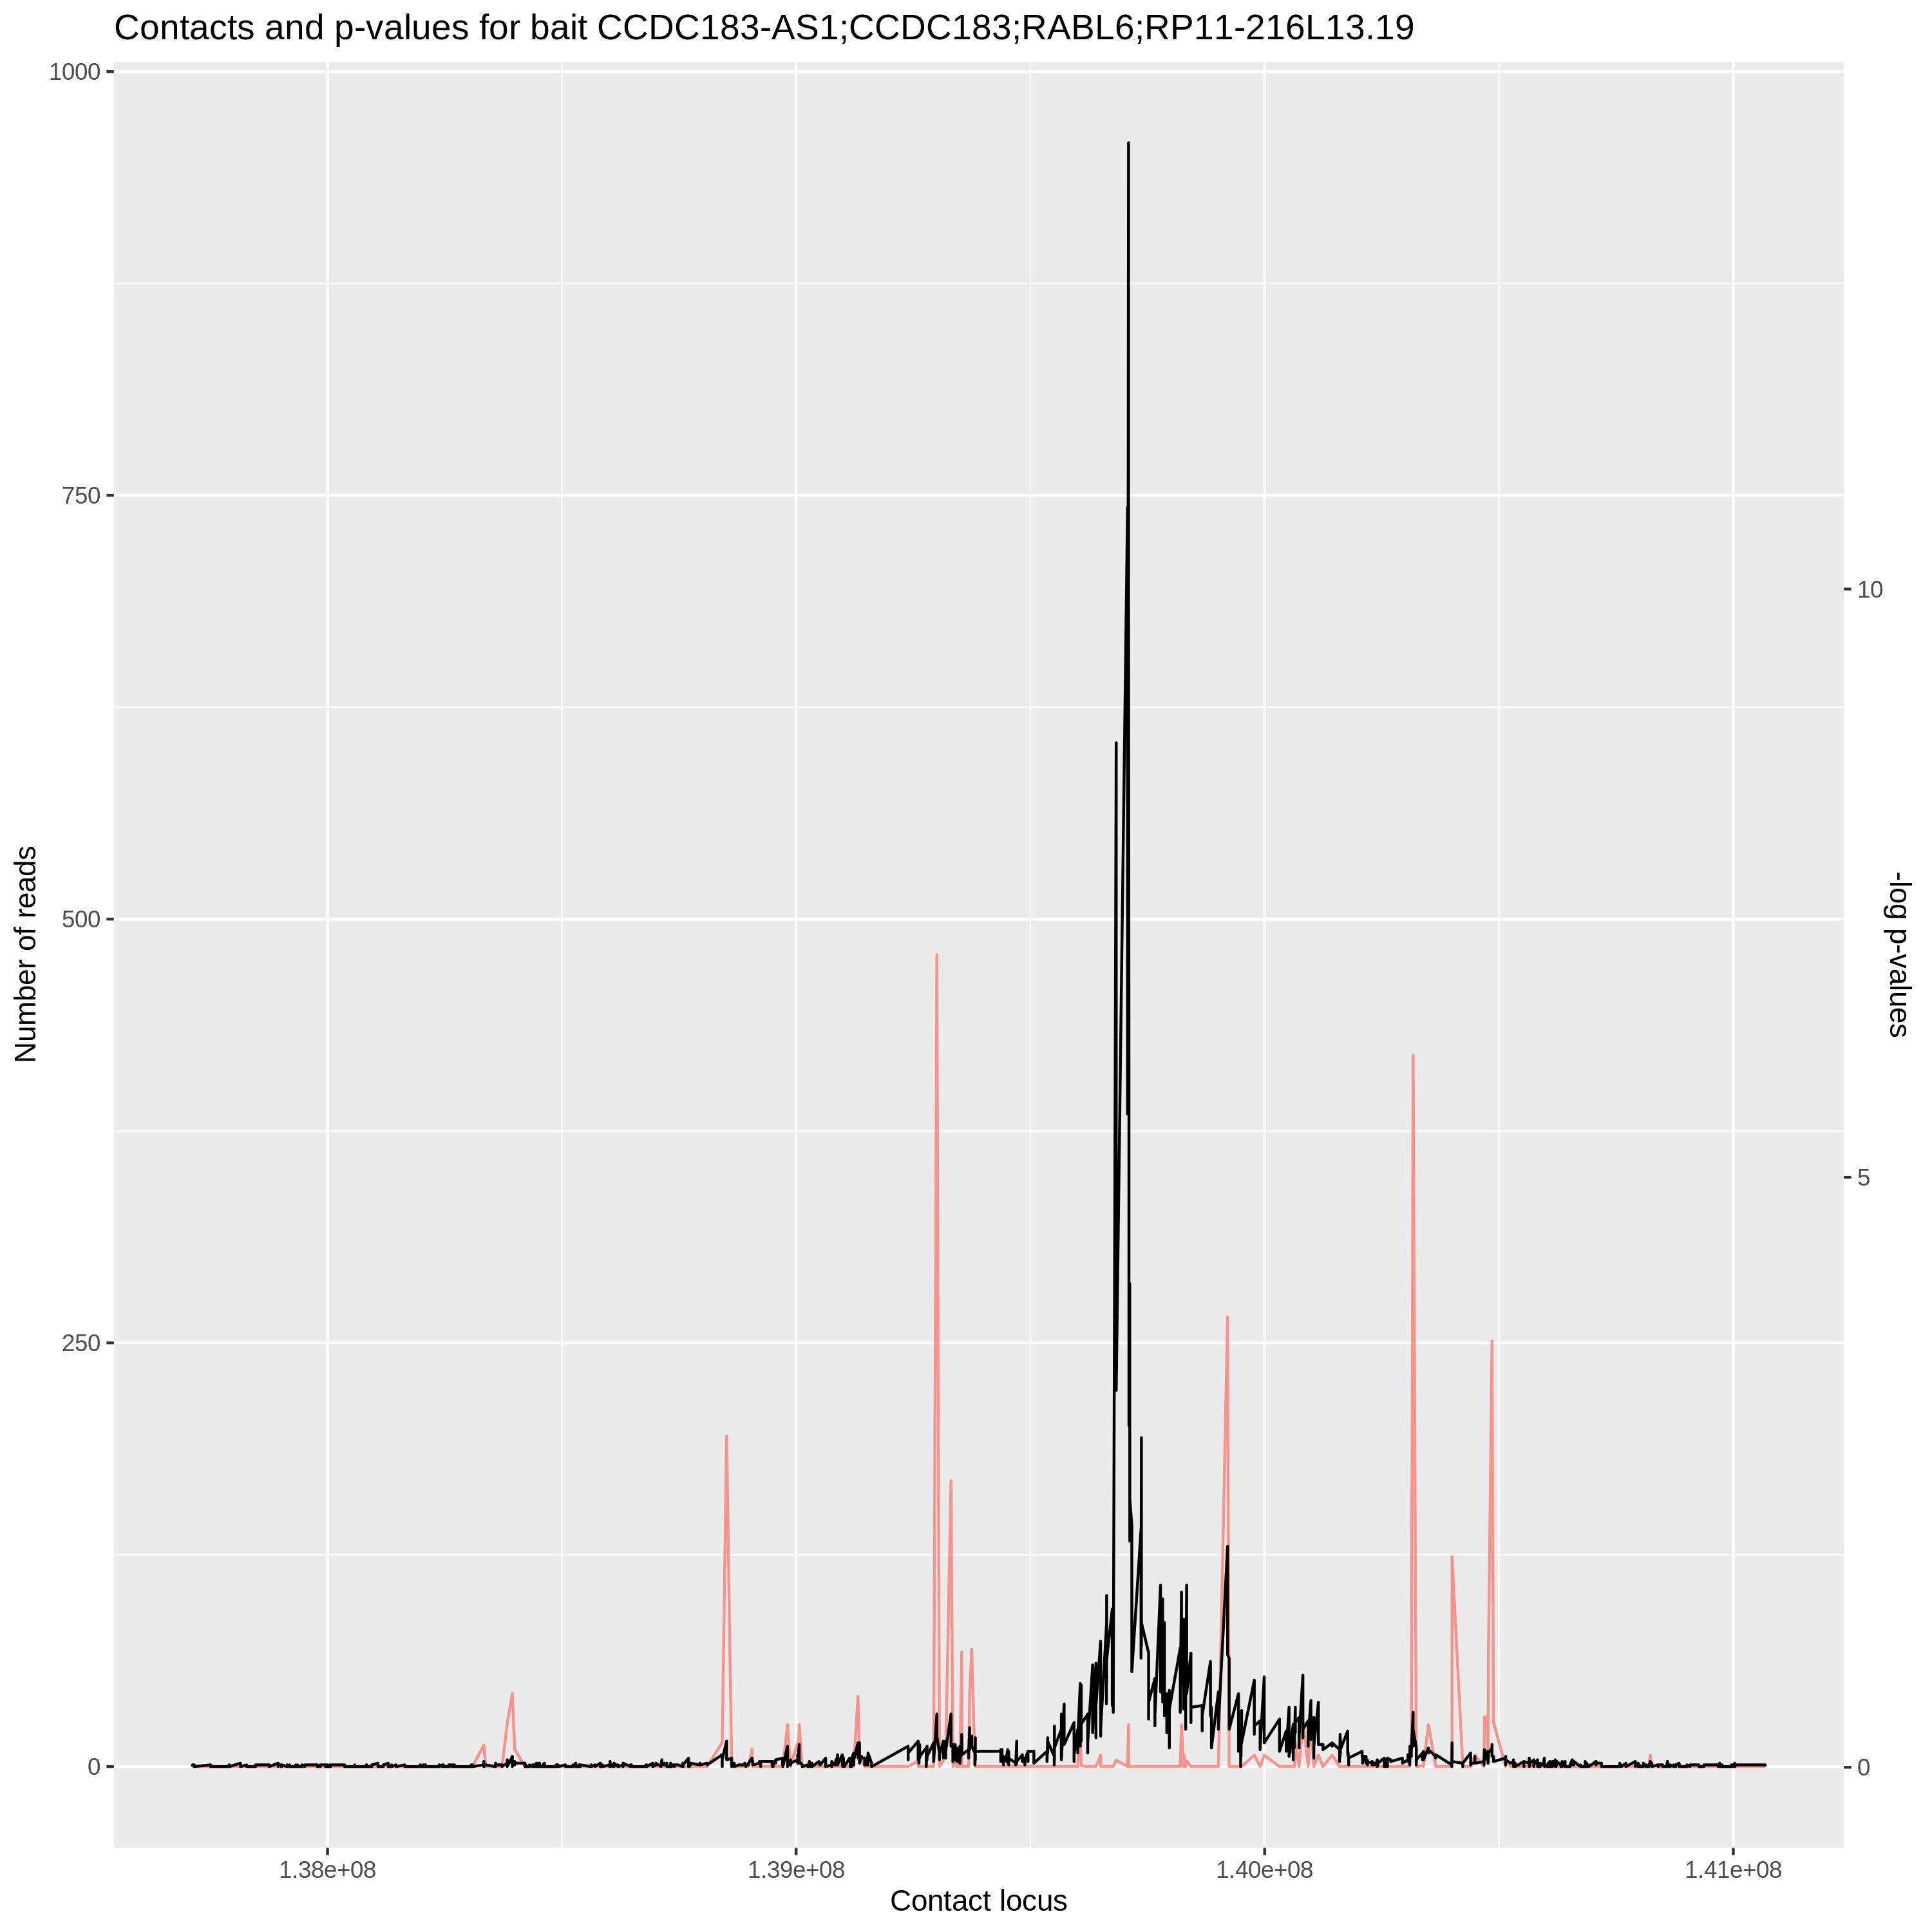 Contacts and p-values for bait CCDC183-AS1;CCDC183;RABL6;RP11-216L13.19
1000
750
500
250
0
Number of reads
10
5
0
-log p-values
1.38e+08
1.39e+08
1.40e+08
1.41e+08
Contact locus